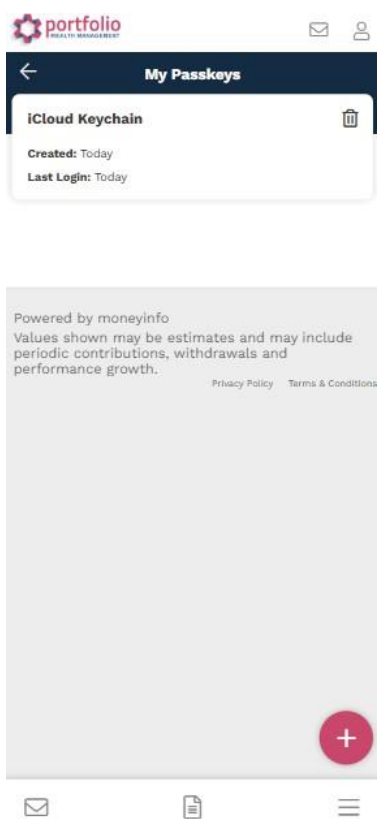 portfolio
WEALTH MANAGEMENT
My Passkeys
iCloud Keychain
Created: Today
Last Login: Today
Powered by moneyinfo
Values shown may be estimates and may include
periodic contributions, withdrawals and
performance growth.
Privacy Policy Terms & Conditions